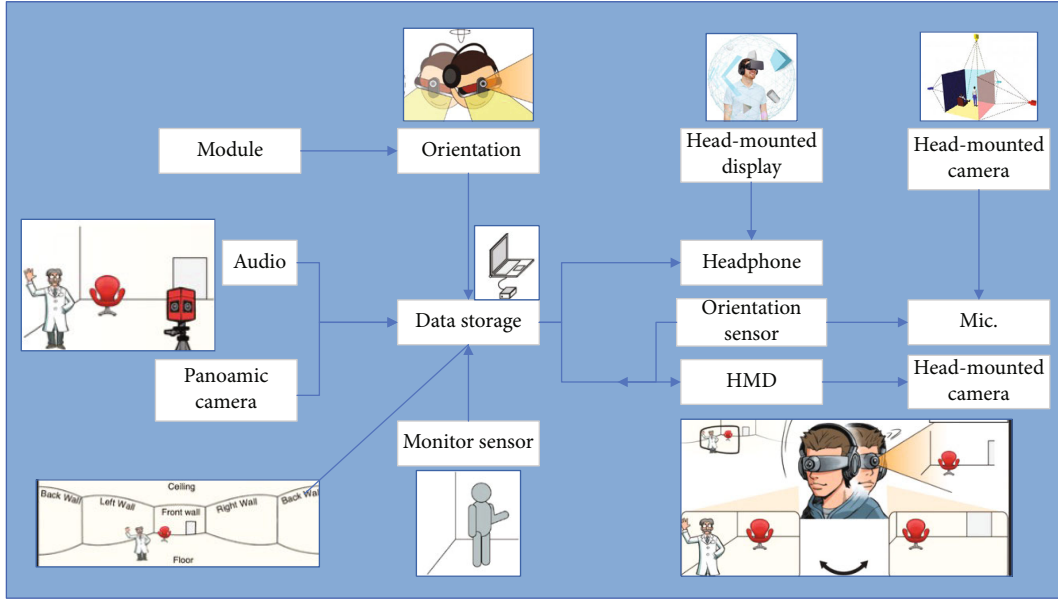 Module
Orientation
Head-mounted
display
Head-mounted
camera
Audio
Headphone
Data storage
Orientation
sensor
Mic.
Panoamic
camera
HMD
Head-mounted
camera
Monitor sensor
Ceiling
Back Wall
Left Wall
Front wall
Right Wall
Back Wall
Floor